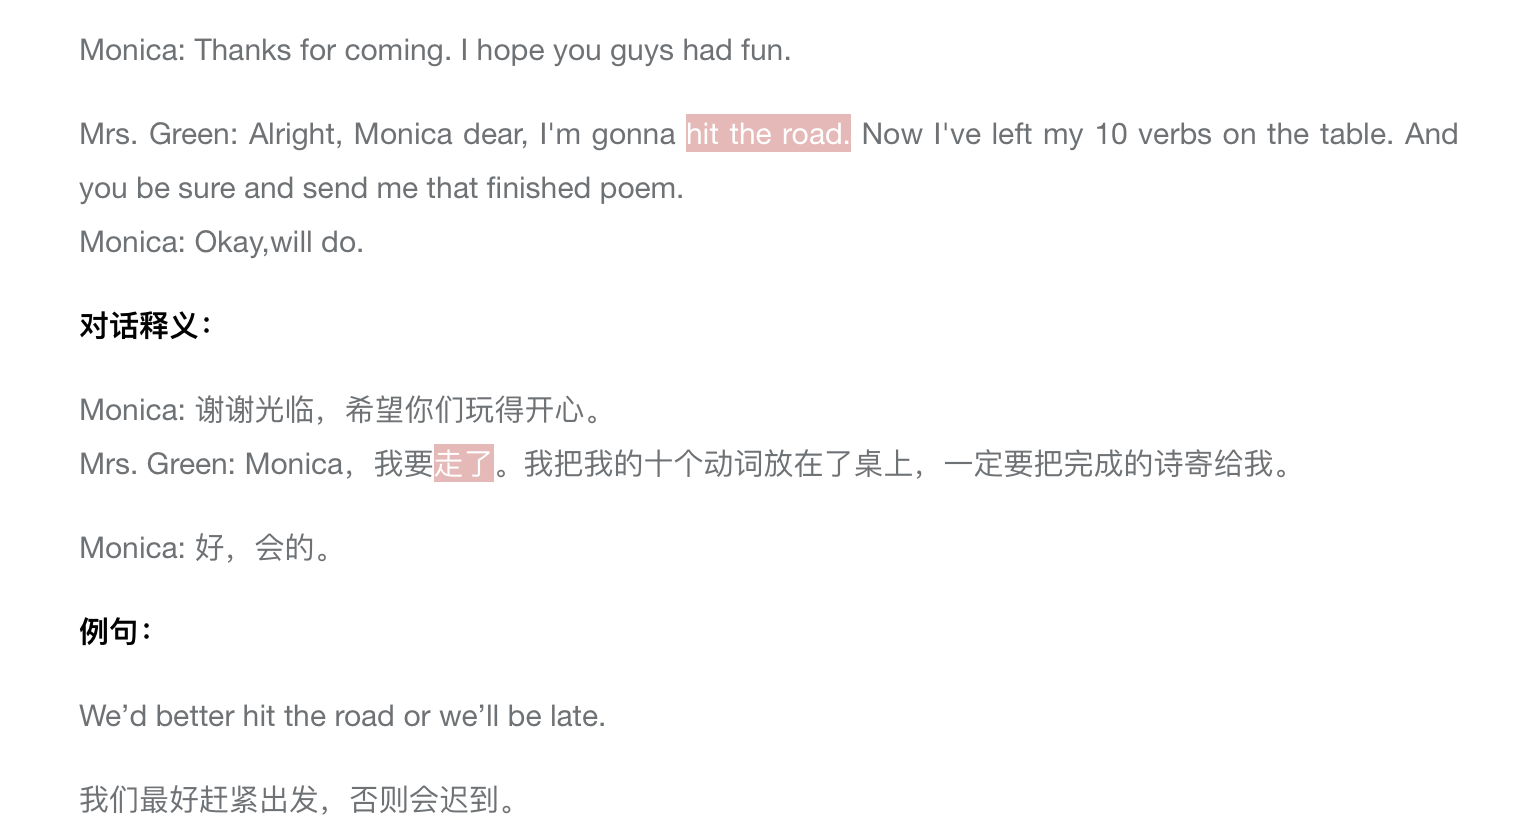 Monica: Thanks for coming. I hope you guys had fun.
Mrs. Green: Alright, Monica dear, I'm gonna hit the road. Now I've left my 10 verbs on the table. And
you be sure and send me that finished poem.
Monica: Okay,will do.
对话释义：
Monica: 谢谢光临，希望你们玩得开心。
Mrs. Green: Monica，我要走了。我把我的十个动词放在了桌上，一定要把完成的诗寄给我。
Monica: 好，会的。
例句：
We’d better hit the road or we’ll be late.
我们最好赶紧出发，否则会迟到。